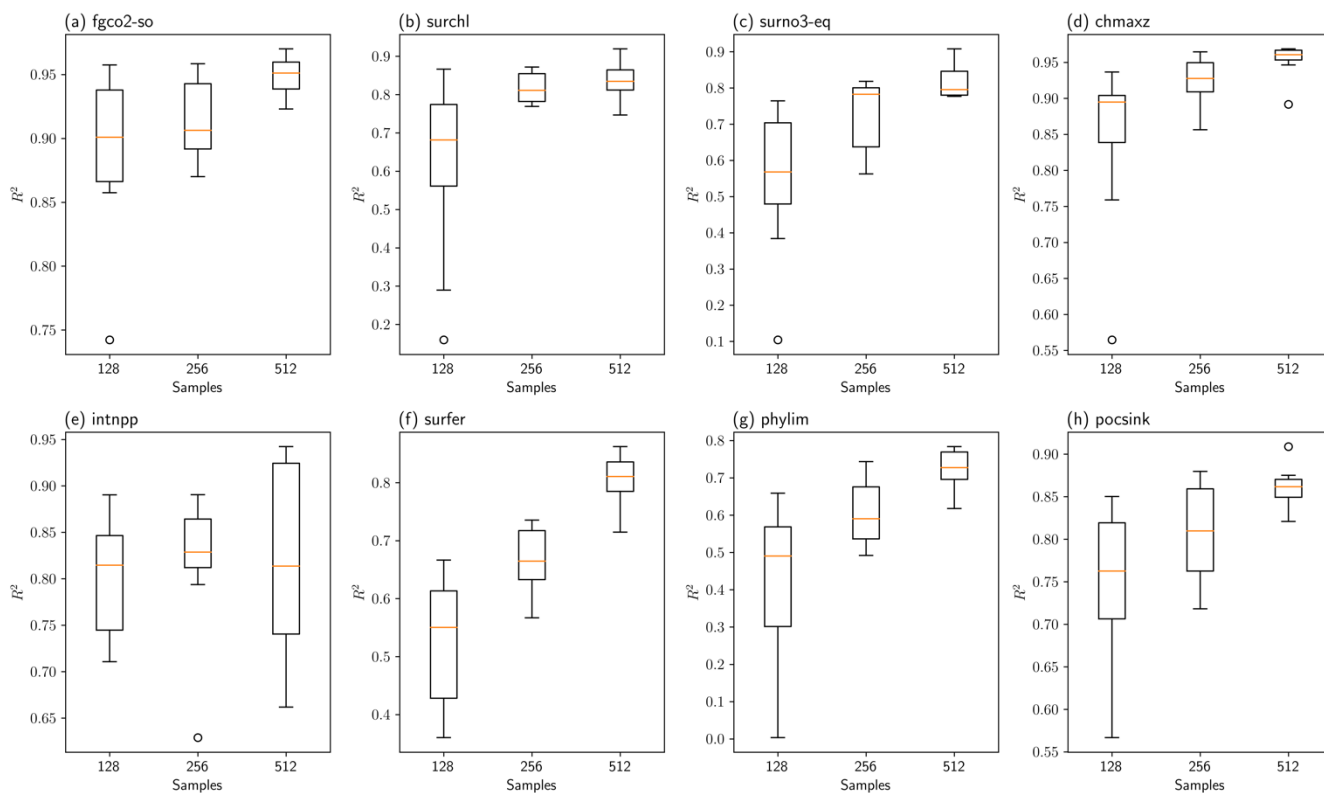 (a) fgco2-so
0.95
0.90
0.85
0.80
0.75
R²
128 256 512
Samples
(b) surchl
0.9
0.8
0.7
0.6
0.5
0.4
0.3
0.2
R²
128 256 512
Samples
(c) surno3-eq
0.9
0.8
0.7
0.6
0.5
0.4
0.3
0.2
0.1
R²
128 256 512
Samples
(d) chmaxz
0.95
0.90
0.85
0.80
0.75
0.70
0.65
0.60
0.55
R²
128 256 512
Samples
(e) intnpp
0.95
0.90
0.85
0.80
0.75
0.70
0.65
R²
128 256 512
Samples
(f) surfer
0.8
0.7
0.6
0.5
0.4
R²
128 256 512
Samples
(g) phylim
0.8
0.7
0.6
0.5
0.4
0.3
0.2
0.1
0.0
R²
128 256 512
Samples
(h) pocsink
0.90
0.85
0.80
0.75
0.70
0.65
0.60
0.55
R²
128 256 512
Samples